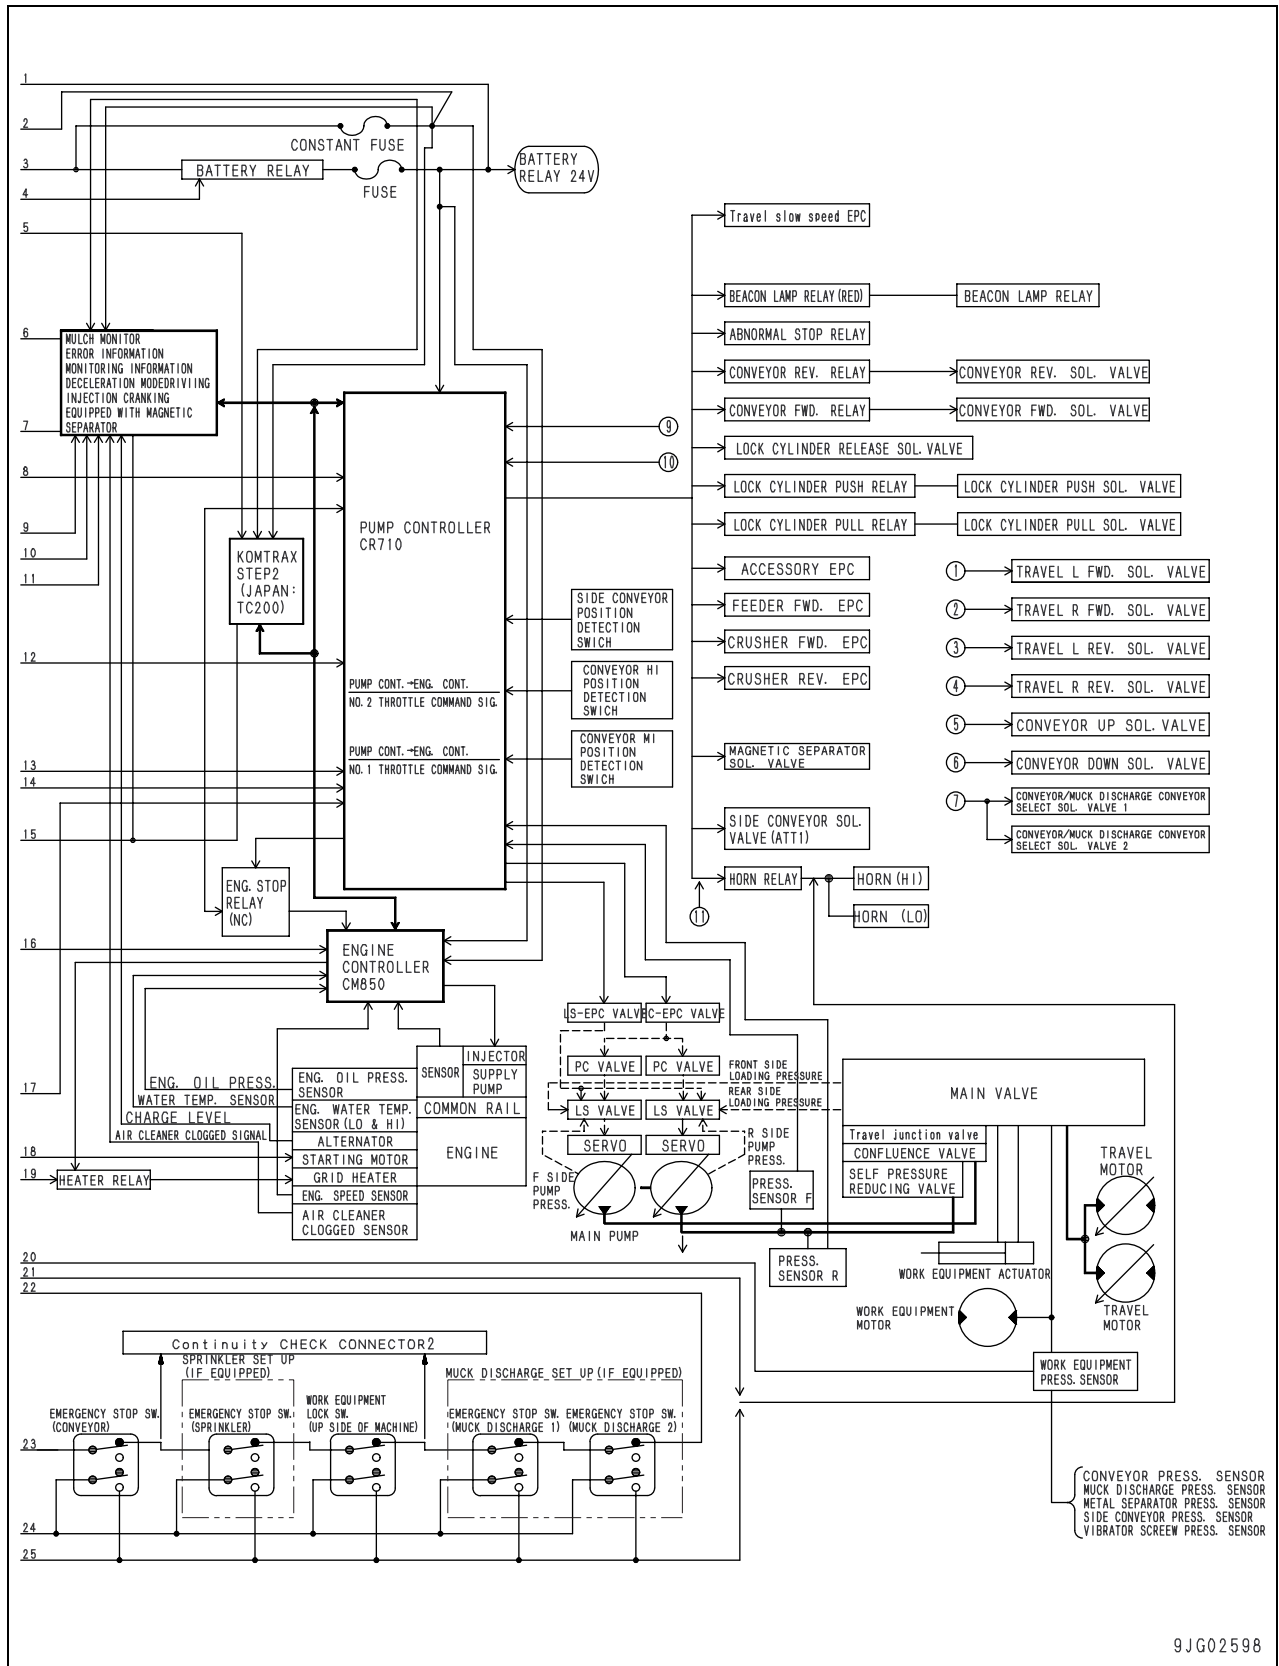 1
2
CONSTANT FUSE
3
BATTERY RELAY
FUSE
BATTERY
RELAY 24V
4
5
Travel slow speed EPC
BEACON LAMP RELAY(RED)
BEACON LAMP RELAY
ABNORMAL STOP RELAY
CONVEYOR REV. RELAY
CONVEYOR REV. SOL. VALVE
CONVEYOR FWD. RELAY
CONVEYOR FWD. SOL. VALVE
LOCK CYLINDER RELEASE SOL.VALVE
LOCK CYLINDER PUSH RELAY
LOCK CYLINDER PUSH SOL. VALVE
LOCK CYLINDER PULL RELAY
LOCK CYLINDER PULL SOL. VALVE
ACCESSORY EPC
FEEDER FWD. EPC
CRUSHER FWD. EPC
CRUSHER REV. EPC
MAGNETIC SEPARATOR
SOL. VALVE
SIDE CONVEYOR SOL.
VALVE(ATT1)
HORN RELAY
HORN(HI)
HORN (LO)
11
1
TRAVEL L FWD. SOL. VALVE
2
TRAVEL R FWD. SOL. VALVE
3
TRAVEL L REV. SOL. VALVE
4
TRAVEL R REV. SOL. VALVE
5
CONVEYOR UP SOL.VALVE
6
CONVEYOR DOWN SOL. VALVE
7
CONVEYOR/MUCK DISCHARGE CONVEYOR
SELECT SOL. VALVE 1
CONVEYOR/MUCK DISCHARGE CONVEYOR
SELECT SOL. VALVE 2
6
MULCH MONITOR
ERROR INFORMATION
MONITORING INFORMATION
DECELERATION MODEDRIVIING
INJECTION CRANKING
EQUIPPED WITH MAGNETIC
SEPARATOR
7
8
9
10
11
9
10
PUMP CONTROLLER
CR710
KOMTRAX
STEP2
(JAPAN:
TC200)
SIDE CONVEYOR
POSITION
DETECTION
SWICH
CONVEYOR HI
POSITION
DETECTION
SWICH
CONVEYOR MI
POSITION
DETECTION
SWICH
12
PUMP CONT.→ENG. CONT.
NO.2 THROTTLE COMMAND SIG.
PUMP CONT.→ENG. CONT.
NO.1 THROTTLE COMMAND SIG.
13
14
15
ENG.STOP
RELAY
(NC)
16
ENGINE
CONTROLLER
CM850
LS-EPC VALVE
C-EPC VALVE
PC VALVE
PC VALVE
LS VALVE
LS VALVE
SERVO
SERVO
FRONT SIDE
LOADING PRESSURE
REAR SIDE
LOADING PRESSURE
F SIDE
PUMP
PRESS.
R SIDE
PUMP
PRESS.
MAIN PUMP
PRESS.
SENSOR F
PRESS.
SENSOR R
MAIN VALVE
Travel junction valve
CONFLUENCE VALVE
SELF PRESSURE
REDUCING VALVE
TRAVEL
MOTOR
TRAVEL
MOTOR
WORK EQUIPMENT ACTUATOR
WORK EQUIPMENT
MOTOR
WORK EQUIPMENT
PRESS.SENSOR
17
ENG. OIL PRESS.
WATER TEMP. SENSOR
CHARGE LEVEL
AIR CLEANER CLOGGED SIGNAL
18
19
HEATER RELAY
ENG. OIL PRESS.
SENSOR
ENG. WATER TEMP.
SENSOR(LO & HI)
ALTERNATOR
STARTING MOTOR
GRID HEATER
ENG. SPEED SENSOR
AIR CLEANER
CLOGGED SENSOR
SENSOR
INJECTOR
SUPPLY
PUMP
COMMON RAIL
ENGINE
20
21
22
Continuity CHECK CONNECTOR2
SPRINKLER SET UP
(IF EQUIPPED)
MUCK DISCHARGE SET UP(IF EQUIPPED)
EMERGENCY STOP SW.
(CONVEYOR)
EMERGENCY STOP SW.
(SPRINKLER)
WORK EQUIPMENT
LOCK SW.
(UP SIDE OF MACHINE)
EMERGENCY STOP SW.
(MUCK DISCHARGE 1)
EMERGENCY STOP SW.
(MUCK DISCHARGE 2)
23
24
25
CONVEYOR PRESS. SENSOR
MUCK DISCHARGE PRESS. SENSOR
METAL SEPARATOR PRESS. SENSOR
SIDE CONVEYOR PRESS. SENSOR
VIBRATOR SCREW PRESS. SENSOR
9JG02598